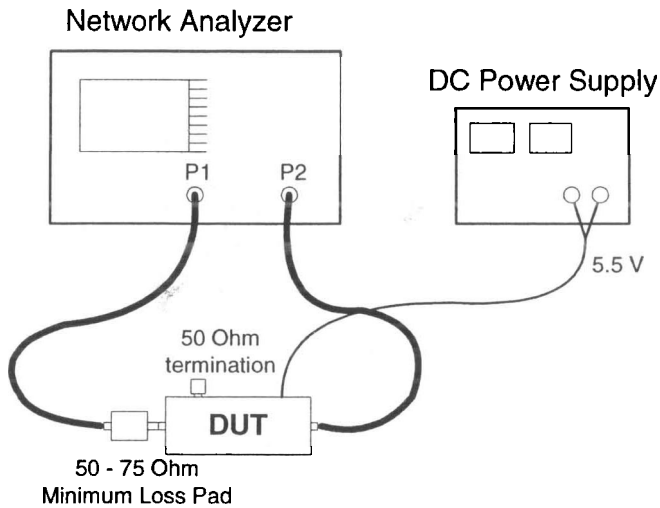 Network Analyzer
DC Power Supply
P1
P2
5.5 V
50 Ohm
termination
DUT
50 - 75 Ohm
Minimum Loss Pad